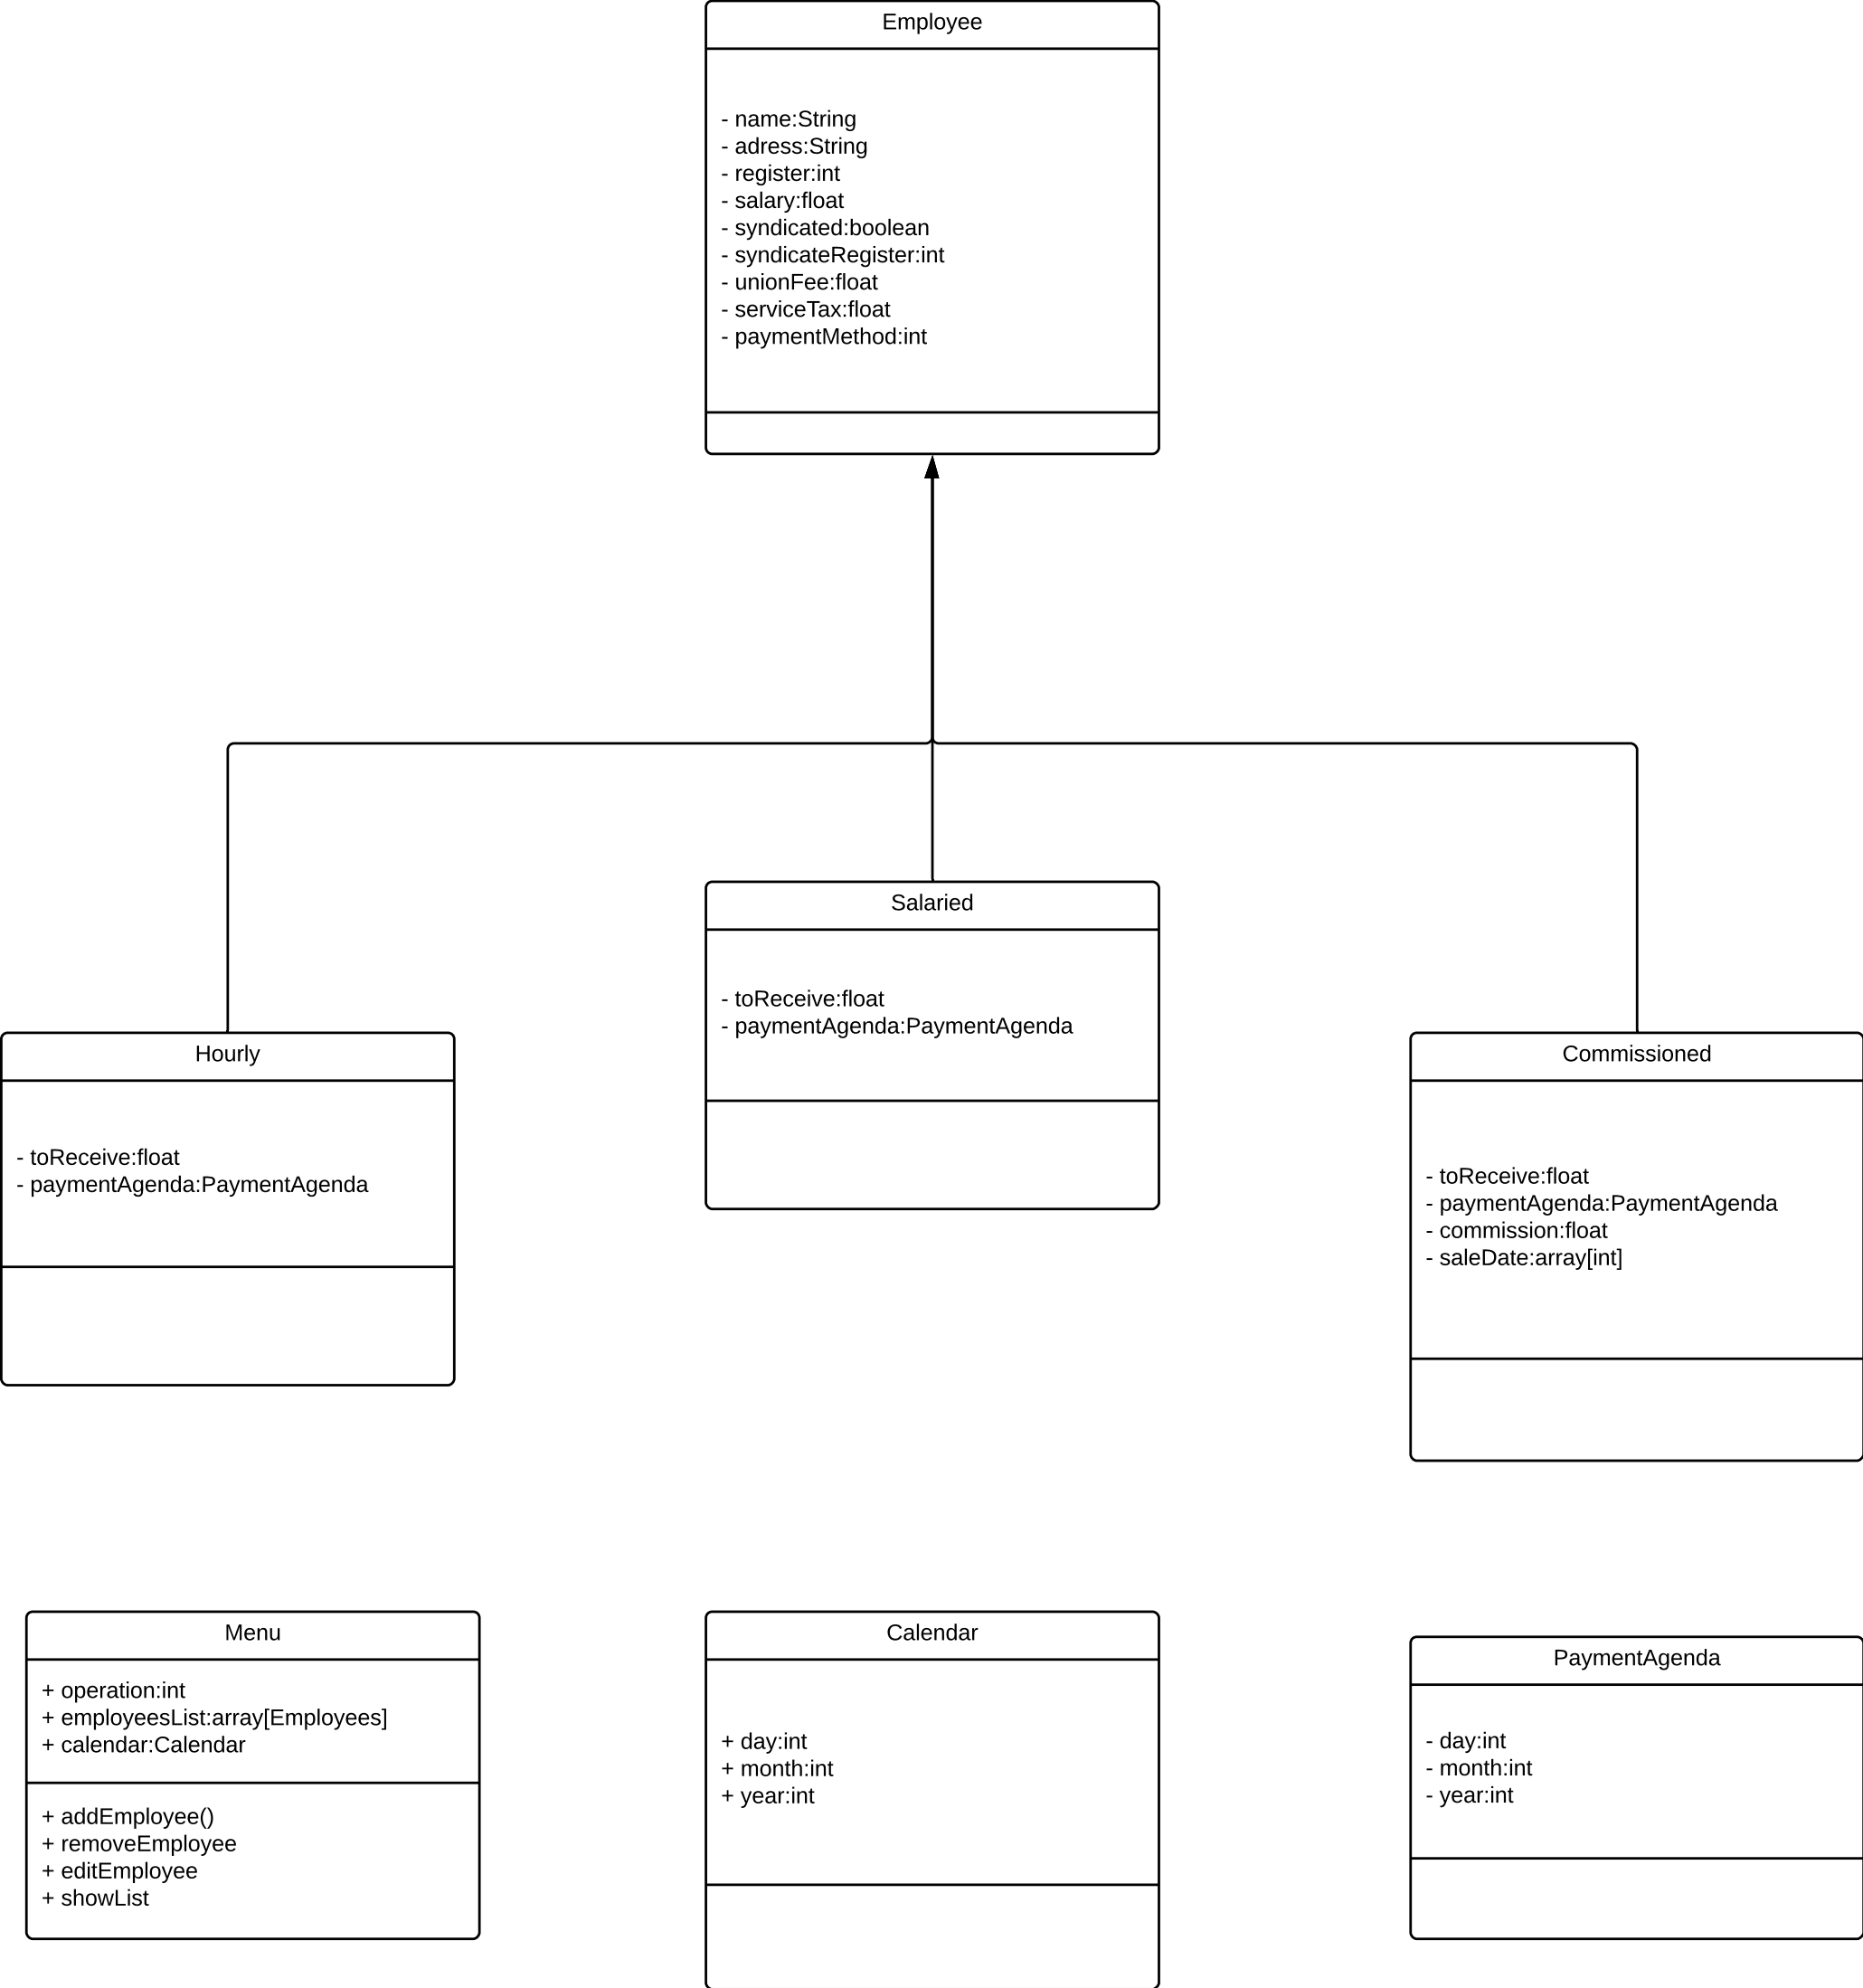 Employee
- name:String
- adress:String
- register:int
- salary:float
- syndicated:boolean
- syndicateRegister:int
- unionFee:float
- serviceTax:float
- paymentMethod:int
Salaried
- toReceive:float
- paymentAgenda:PaymentAgenda
Hourly
- toReceive:float
- paymentAgenda:PaymentAgenda
Commissioned
- toReceive:float
- paymentAgenda:PaymentAgenda
- commission:float
- saleDate:array[int]
Menu
+ operation:int
+ employeesList:array[Employees]
+ calendar:Calendar
+ addEmployee()
+ removeEmployee
+ editEmployee
+ showList
Calendar
+ day:int
+ month:int
+ year:int
PaymentAgenda
- day:int
- month:int
- year:int